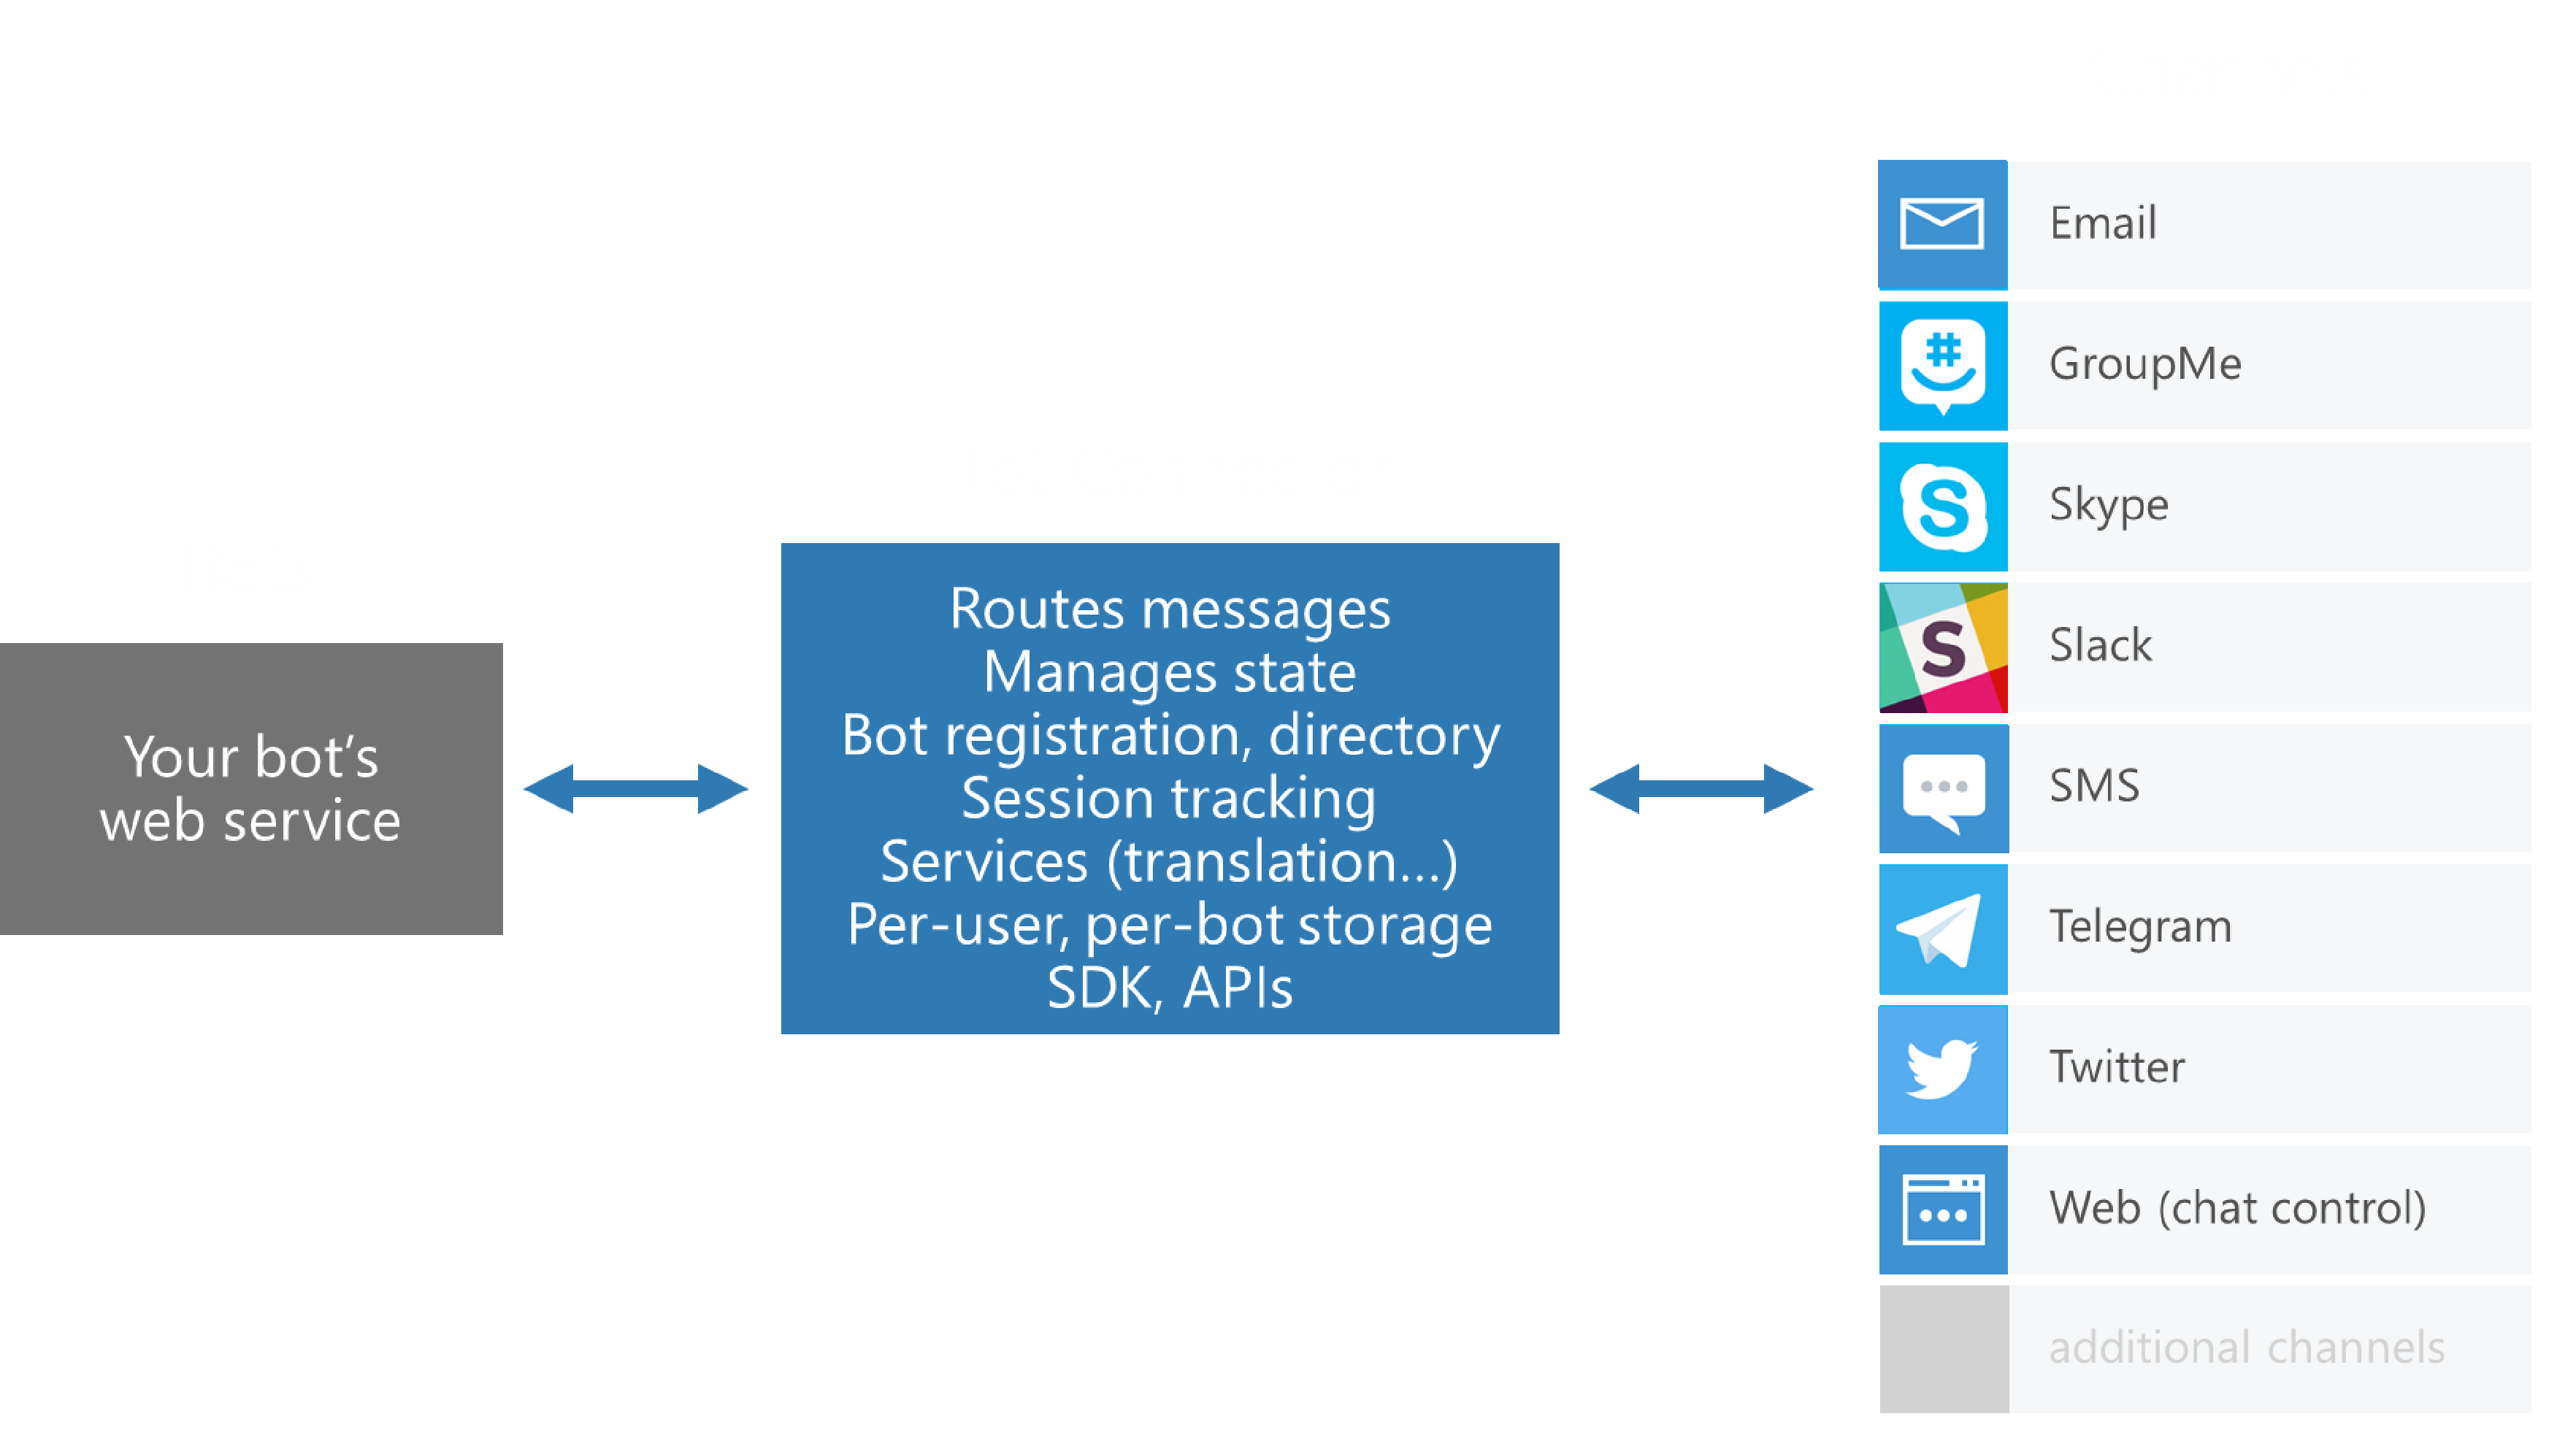 Your bot’s
web service
Routes messages
Manages state
Bot registration, directory
Session tracking
Services (translation...)
Per-user, per-bot storage
SDK, APIs
Email
GroupMe
Skype
Slack
SMS
Telegram
Twitter
Web (chat control)
additional channels